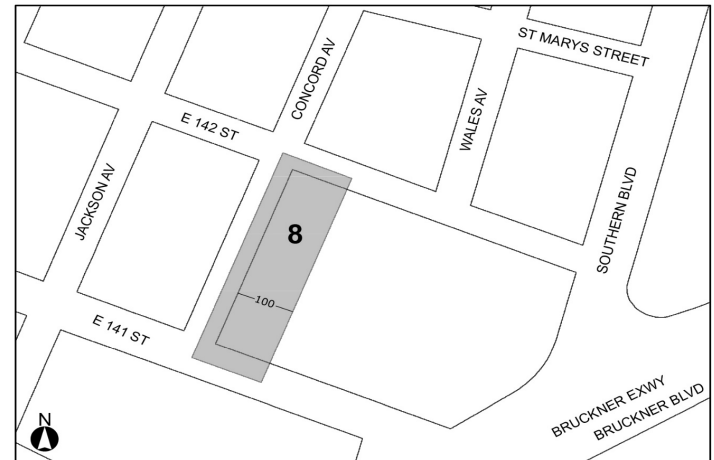 ST MARYS STREET
CONCORD AV
E 142 ST
WALES AV
JACKSON AV
SOUTHERN BLVD
8
100
E 141 ST
BRUCKNER EXWY
BRUCKNER BLVD
N